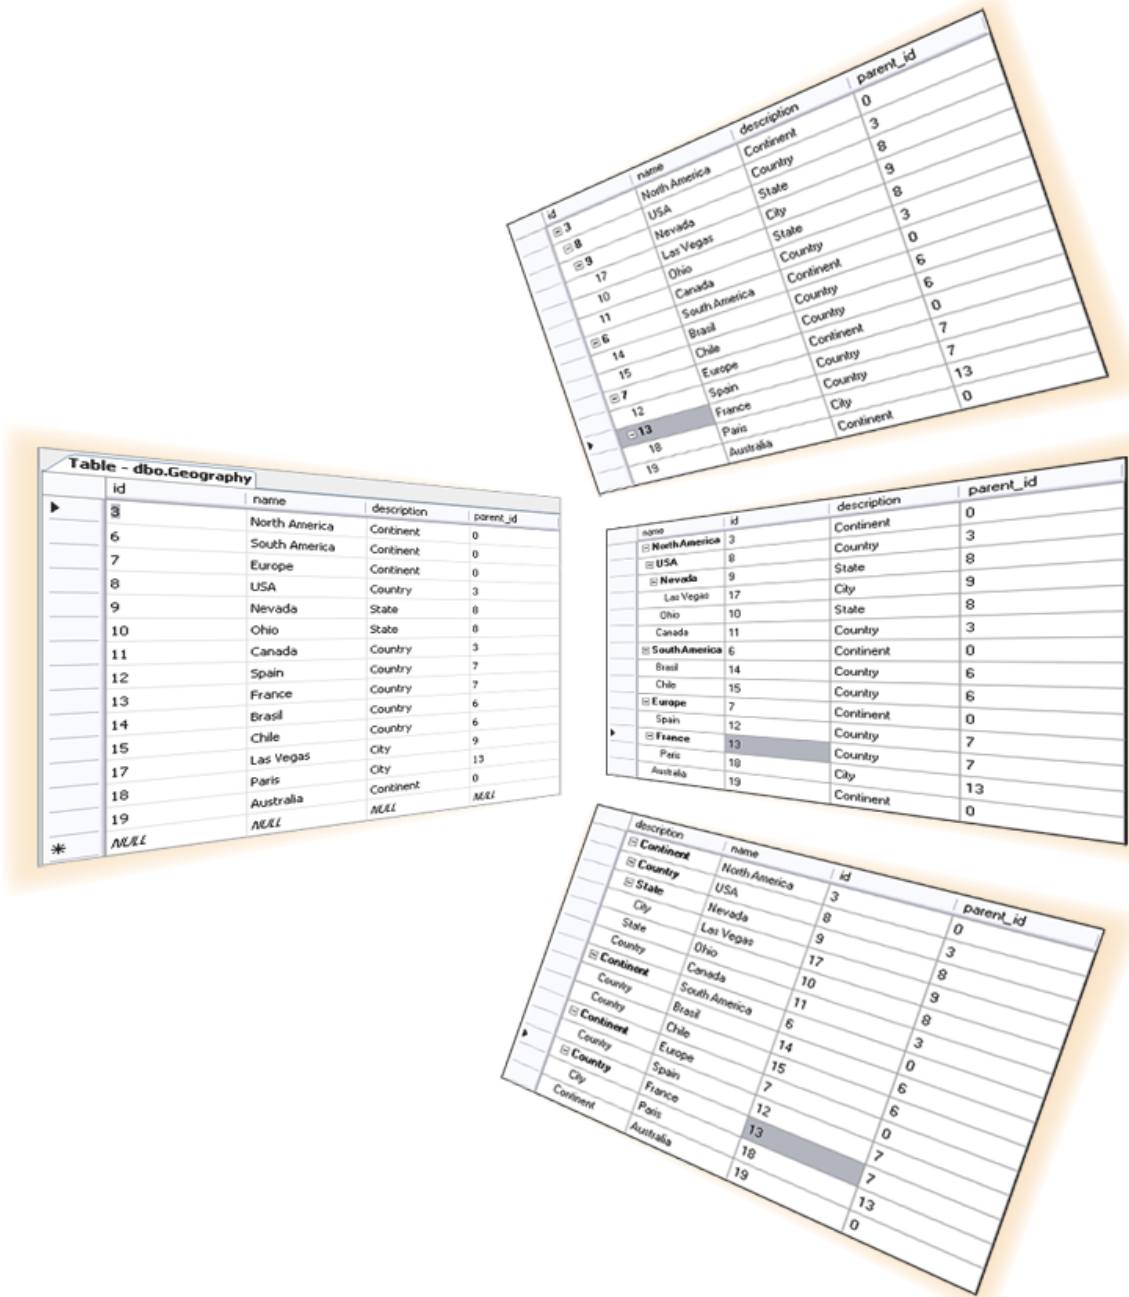 Table - dbo.Geography
id name description parent_id
3 North America Continent 0
6 South America Continent 0
7 Europe Continent 0
8 USA Country 3
9 Nevada State 8
10 Ohio State 8
11 Canada Country 3
12 Spain Country 7
13 France Country 7
14 Brasil Country 6
15 Chile Country 6
17 Las Vegas City 9
18 Paris City 13
19 Australia Continent 0
NULL NULL NULL NULL
id name description parent_id
3 North America Continent 0
8 USA Country 3
9 Nevada State 8
17 Las Vegas City 9
10 Ohio State 8
11 Canada Country 3
6 South America Continent 0
14 Brasil Country 6
15 Chile Country 6
7 Europe Continent 0
12 Spain Country 7
13 France Country 7
18 Paris City 13
19 Australia Continent 0
name id description parent_id
North America 3 Continent 0
USA 8 Country 3
Nevada 9 State 8
Las Vegas 17 City 9
Ohio 10 State 8
Canada 11 Country 3
South America 6 Continent 0
Brasil 14 Country 6
Chile 15 Country 6
Europe 7 Continent 0
Spain 12 Country 7
France 13 Country 7
Paris 18 City 13
Australia 19 Continent 0
description name id parent_id
Continent North America 3 0
Country USA 8 3
State Nevada 9 8
City Las Vegas 17 9
State Ohio 10 8
Country Canada 11 3
Continent South America 6 0
Country Brasil 14 6
Country Chile 15 6
Continent Europe 7 0
Country Spain 12 7
Country France 13 7
City Paris 18 13
Continent Australia 19 0